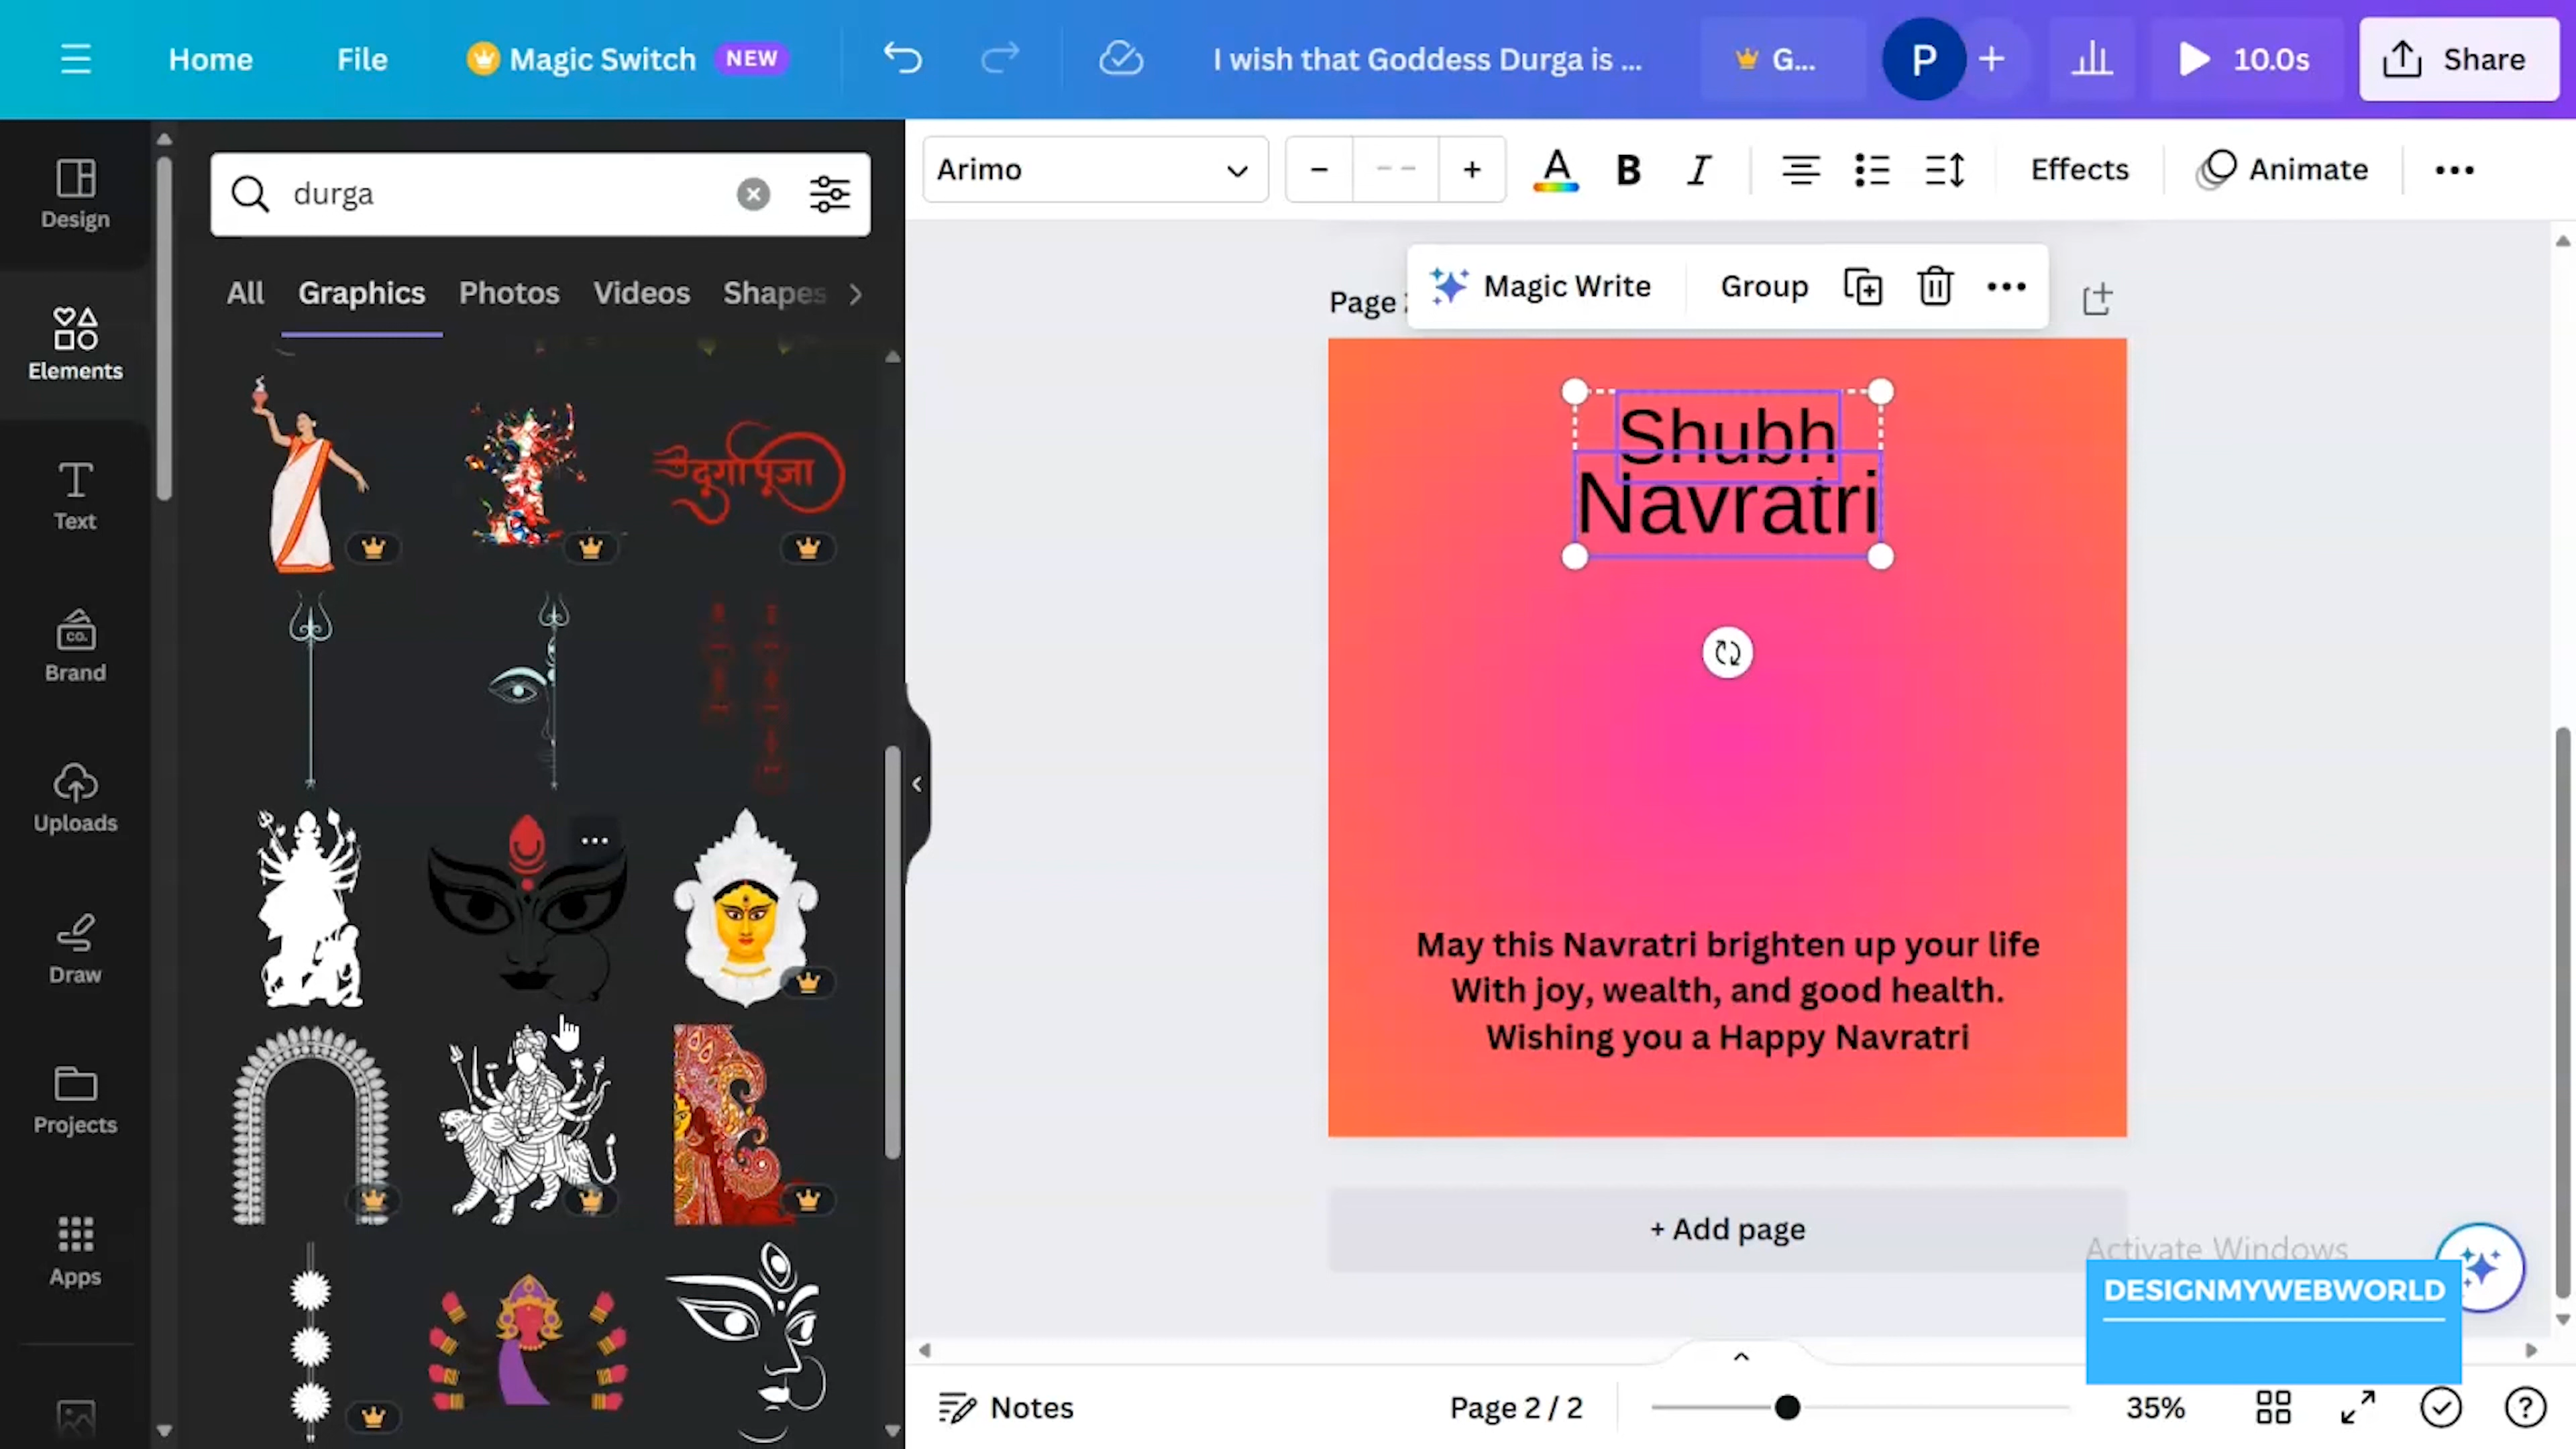 Home
File
Magic Switch
NEW
I wish that Goddess Durga is ...
G...
P
10.0s
Share
Design
Elements
Text
Brand
CO.
Uploads
Draw
Projects
Apps
durga
All
Graphics
Photos
Videos
Shapes
दुर्गा पूजा
Arimo
- -
A
B
I
Effects
Animate
Magic Write
Group
Page
Shubh
Navratri
May this Navratri brighten up your life
With joy, wealth, and good health.
Wishing you a Happy Navratri
+ Add page
Activate Windows
DESIGNMYWEBWORLD
Notes
Page 2 / 2
35%